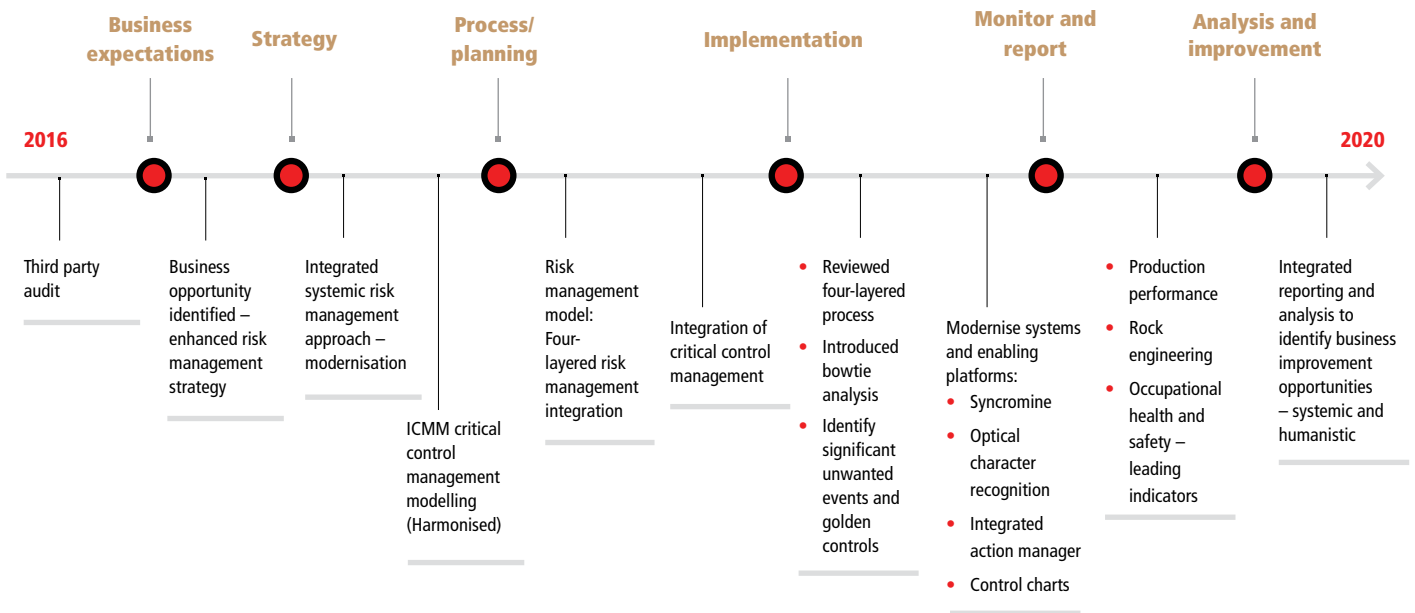 Business
expectations
Strategy
Process/
planning
Implementation
Monitor and
report
Analysis and
improvement
2016
2020
Third party
audit
Business
opportunity
identified –
enhanced risk
management
strategy
Integrated
systemic risk
management
approach –
modernisation
ICMM critical
control
management
modelling
(Harmonised)
Risk
management
model:
Four-
layered risk
management
integration
Integration of
critical control
management
• Reviewed
four-layered
process
• Introduced
bowtie
analysis
• Identify
significant
unwanted
events and
golden
controls
Modernise systems
and enabling
platforms:
• Syncromine
• Optical
character
recognition
• Integrated
action manager
• Control charts
• Production
performance
• Rock
engineering
• Occupational
health and
safety –
leading
indicators
Integrated
reporting and
analysis to
identify business
improvement
opportunities
– systemic and
humanistic